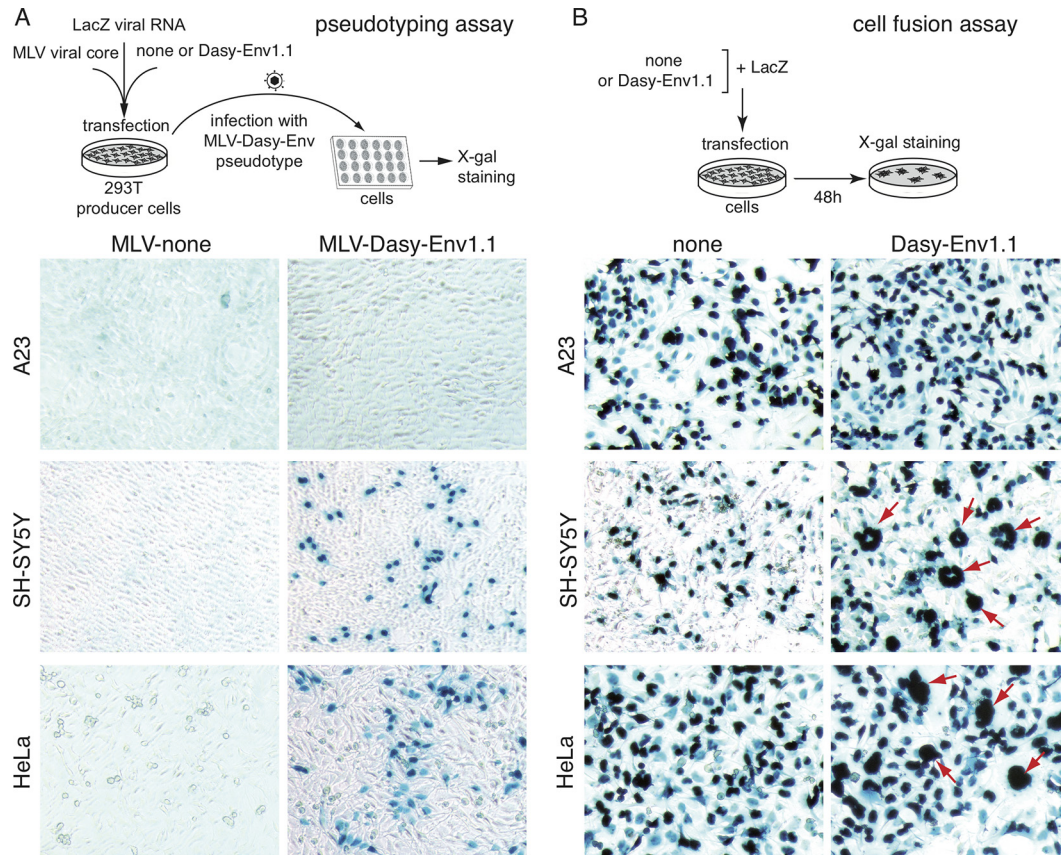 A
pseudotyping assay
LacZ viral RNA
MLV viral core
none or Dasy-Env1.1
transfection
infection with
MLV-Dasy-Env
pseudotype
293T
producer cells
cells
X-gal
staining
MLV-none
MLV-Dasy-Env1.1
A23
SH-SY5Y
HeLa
B
cell fusion assay
none
or Dasy-Env1.1
+ LacZ
transfection
X-gal staining
cells
48h
none
Dasy-Env1.1
A23
SH-SY5Y
HeLa